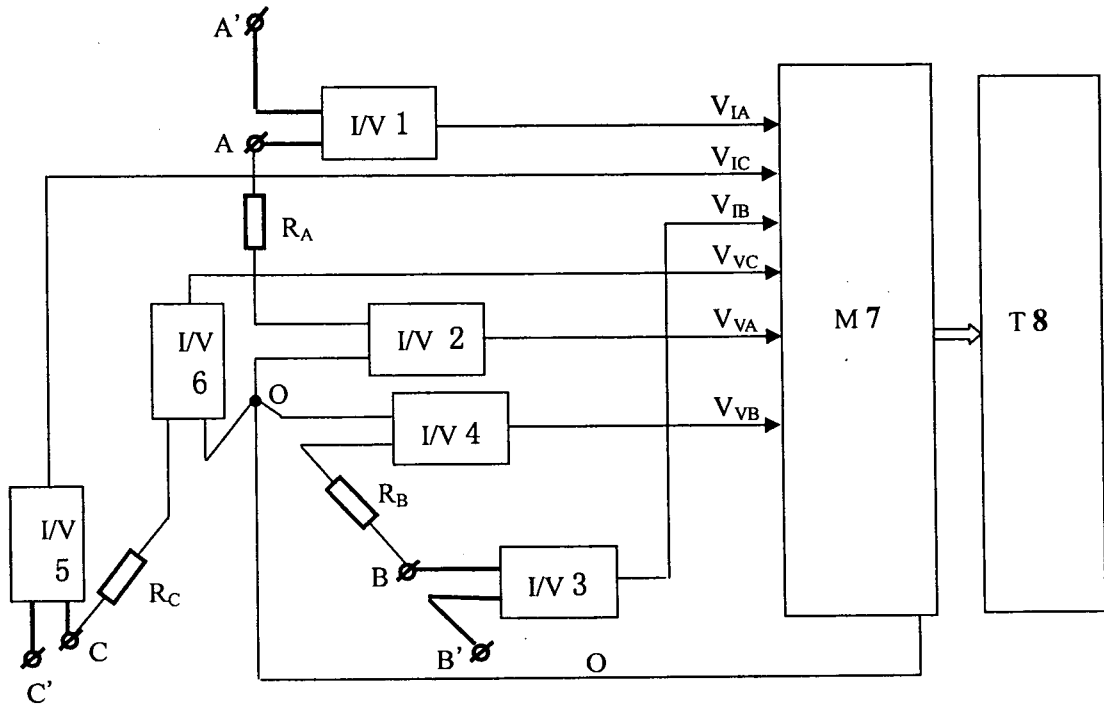 A'
I/V 1
V_IA
A
V_IC
R_A
V_IB
V_VC
I/V
6
I/V 2
V_VA
M 7
T 8
O
I/V 4
V_VB
R_B
I/V
5
B
I/V 3
R_C
C
B'
O
C'